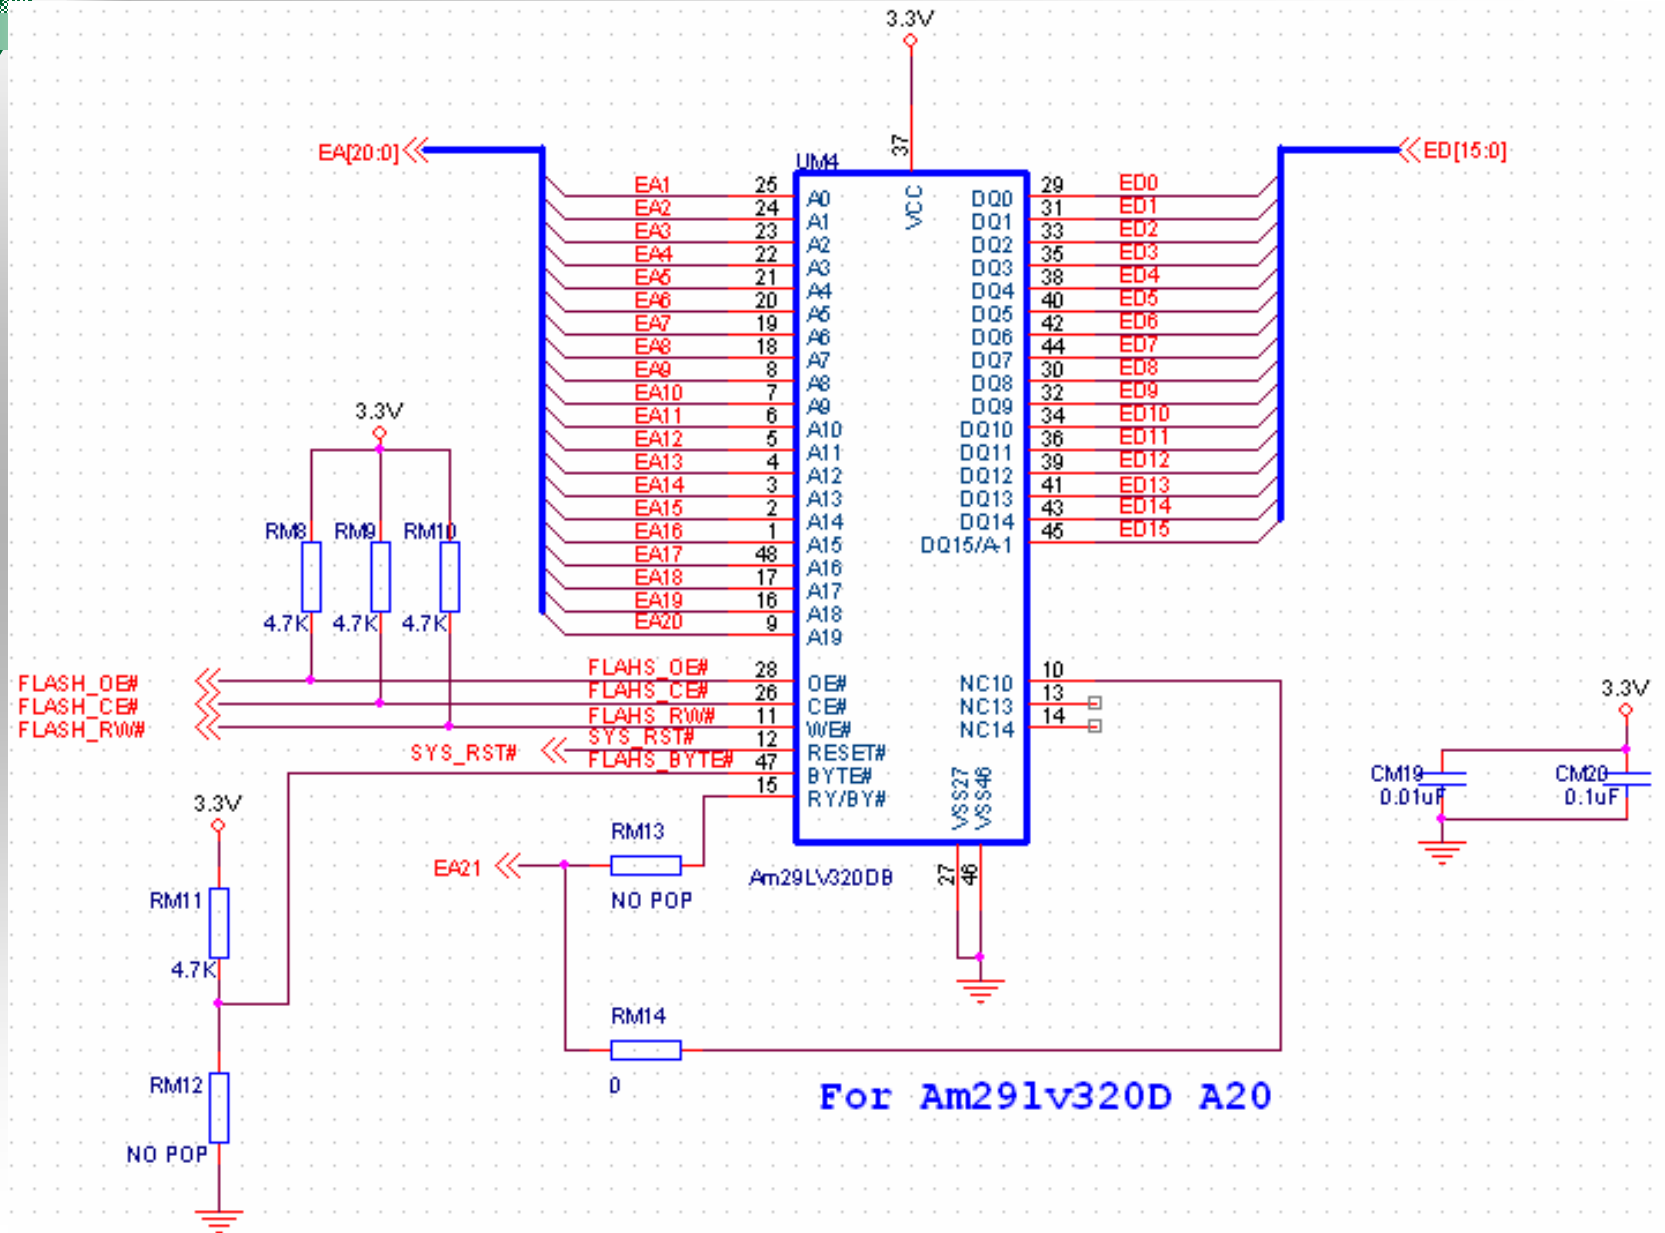 3.3V
37
EA[20:0]
ED[15:0]
UM4
VCC
EA1 25 A0 DQ0 29 ED0
EA2 24 A1 DQ1 31 ED1
EA3 23 A2 DQ2 33 ED2
EA4 22 A3 DQ3 35 ED3
EA5 21 A4 DQ4 38 ED4
EA6 20 A5 DQ5 40 ED5
EA7 19 A6 DQ6 42 ED6
EA8 18 A7 DQ7 44 ED7
EA9 8 A8 DQ8 30 ED8
EA10 7 A9 DQ9 32 ED9
EA11 6 A10 DQ10 34 ED10
EA12 5 A11 DQ11 36 ED11
EA13 4 A12 DQ12 39 ED12
EA14 3 A13 DQ13 41 ED13
EA15 2 A14 DQ14 43 ED14
EA16 1 A15 DQ15/A-1 45 ED15
EA17 48 A16
EA18 17 A17
EA19 16 A18
EA20 9 A19
3.3V
RM8 RM9 RM10
4.7K 4.7K 4.7K
FLASH_OE# FLAHS_OE# 28 OE# NC10 10
FLASH_CE# FLAHS_CE# 26 CE# NC13 13
FLASH_RW# FLAHS_RW# 11 WE# NC14 14
SYS_RST# SYS_RST# 12 RESET#
FLAHS_BYTE# 47 BYTE#
15 RY/BY#
VSS27 VSS46
27 46
Am29LV320DB
3.3V
CM19 CM20
0.01uF 0.1uF
3.3V
RM11
4.7K
RM12
NO POP
EA21
RM13
NO POP
RM14
0
For Am29lv320D A20